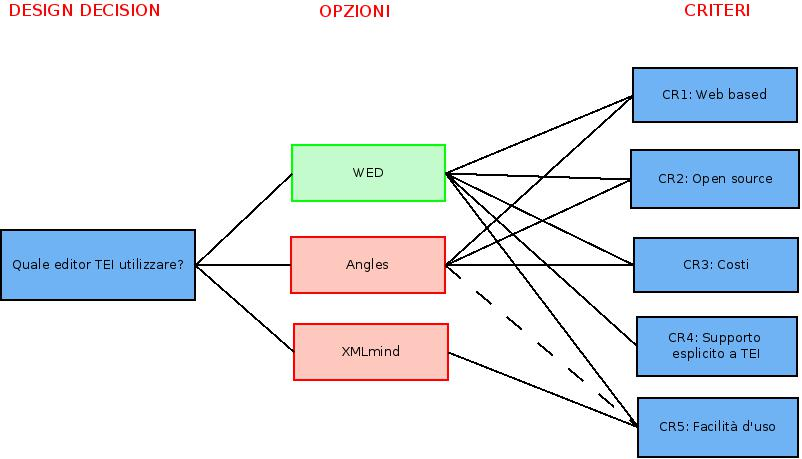 DESIGN DECISION
OPZIONI
CRITERI
Quale editor TEI utilizzare?
WED
Angles
XMLmind
CR1: Web based
CR2: Open source
CR3: Costi
CR4: Supporto
esplicito a TEI
CR5: Facilità d'uso